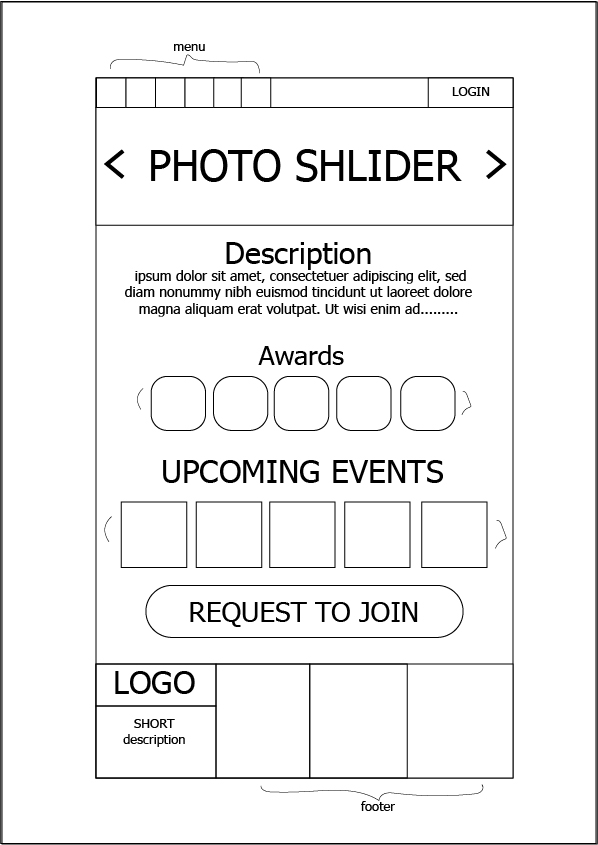 menu
LOGIN
< PHOTO SHLIDER >
Description
ipsum dolor sit amet, consectetuer adipiscing elit, sed
diam nonummy nibh euismod tincidunt ut laoreet dolore
magna aliquam erat volutpat. Ut wisi enim ad.........
Awards
UPCOMING EVENTS
REQUEST TO JOIN
LOGO
SHORT
description
footer